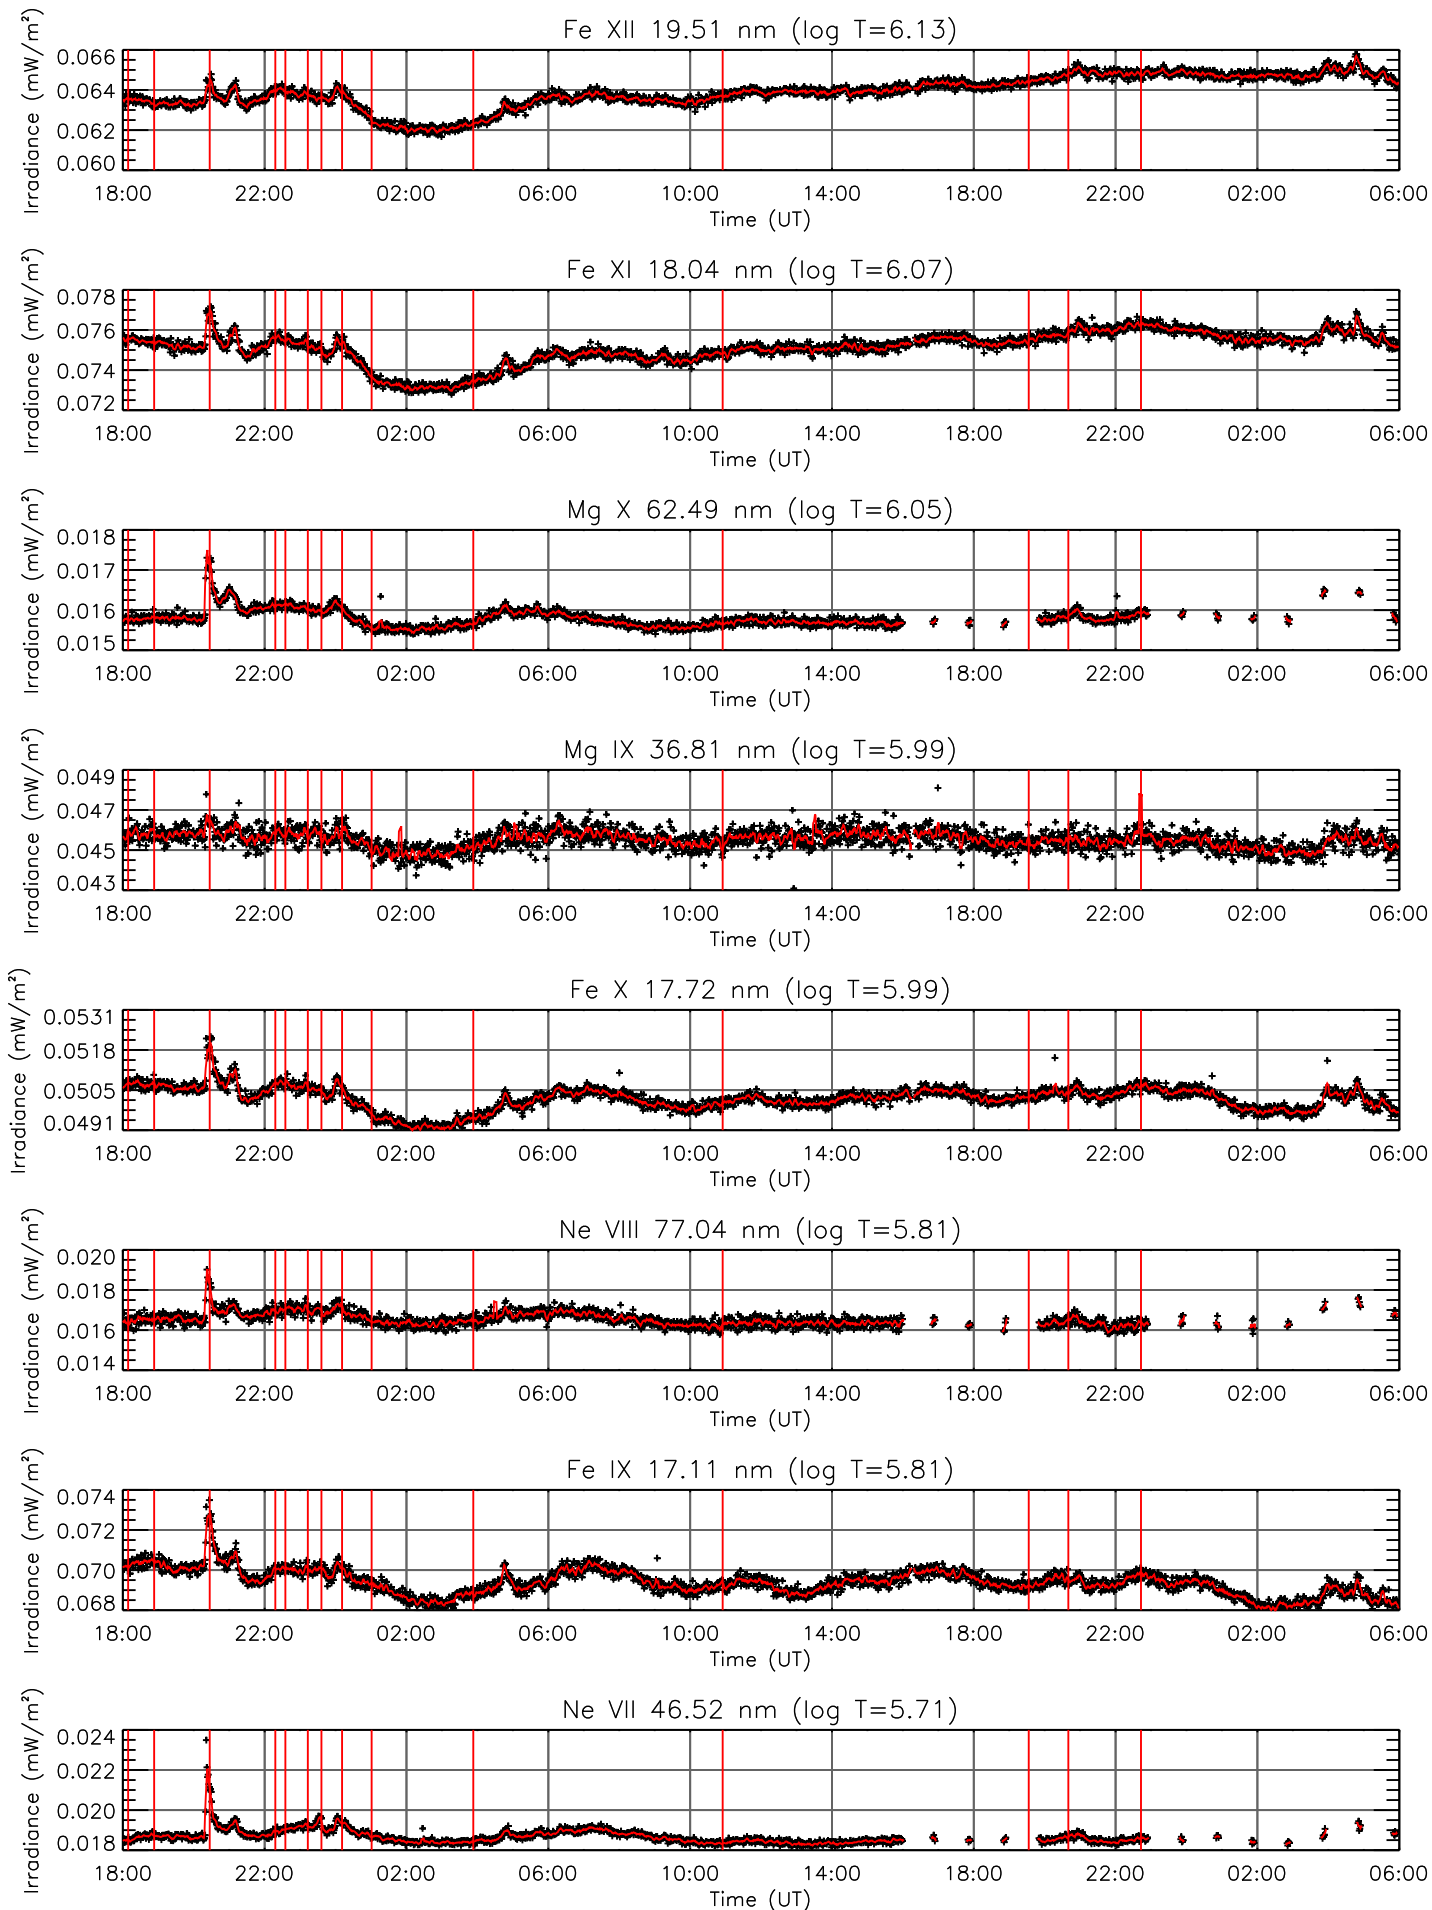 Fe XII 19.51 nm (log T=6.13)
Irradiance (mW/m²)
0.066
0.064
0.062
0.060
18:00 22:00 02:00 06:00 10:00 14:00 18:00 22:00 02:00 06:00
Time (UT)
Fe XI 18.04 nm (log T=6.07)
Irradiance (mW/m²)
0.078
0.076
0.074
0.072
18:00 22:00 02:00 06:00 10:00 14:00 18:00 22:00 02:00 06:00
Time (UT)
Mg X 62.49 nm (log T=6.05)
Irradiance (mW/m²)
0.018
0.017
0.016
0.015
18:00 22:00 02:00 06:00 10:00 14:00 18:00 22:00 02:00 06:00
Time (UT)
Mg IX 36.81 nm (log T=5.99)
Irradiance (mW/m²)
0.049
0.047
0.045
0.043
18:00 22:00 02:00 06:00 10:00 14:00 18:00 22:00 02:00 06:00
Time (UT)
Fe X 17.72 nm (log T=5.99)
Irradiance (mW/m²)
0.0531
0.0518
0.0505
0.0491
18:00 22:00 02:00 06:00 10:00 14:00 18:00 22:00 02:00 06:00
Time (UT)
Ne VIII 77.04 nm (log T=5.81)
Irradiance (mW/m²)
0.020
0.018
0.016
0.014
18:00 22:00 02:00 06:00 10:00 14:00 18:00 22:00 02:00 06:00
Time (UT)
Fe IX 17.11 nm (log T=5.81)
Irradiance (mW/m²)
0.074
0.072
0.070
0.068
18:00 22:00 02:00 06:00 10:00 14:00 18:00 22:00 02:00 06:00
Time (UT)
Ne VII 46.52 nm (log T=5.71)
Irradiance (mW/m²)
0.024
0.022
0.020
0.018
18:00 22:00 02:00 06:00 10:00 14:00 18:00 22:00 02:00 06:00
Time (UT)